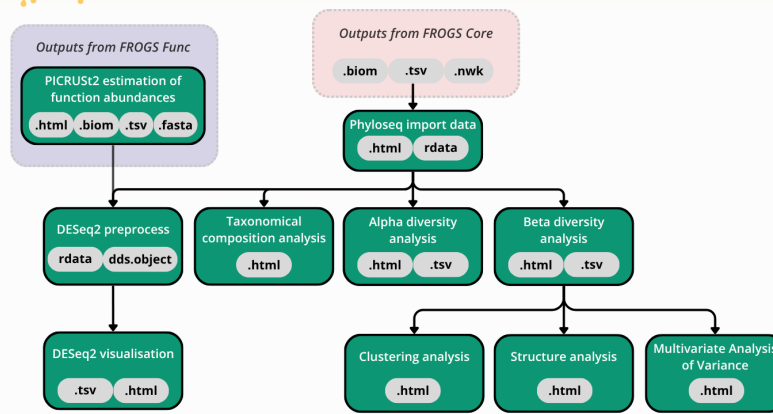 Outputs from FROGS Func
Outputs from FROGS Core
.biom .tsv .nwk
PICRUSt2 estimation of
function abundances
.html .biom .tsv .fasta
Phyloseq import data
.html rdata
DESeq2 preprocess
rdata dds.object
Taxonomical
composition analysis
.html
Alpha diversity
analysis
.html .tsv
Beta diversity
analysis
.html .tsv
DESeq2 visualisation
.tsv .html
Clustering analysis
.html
Structure analysis
.html
Multivariate Analysis
of Variance
.html